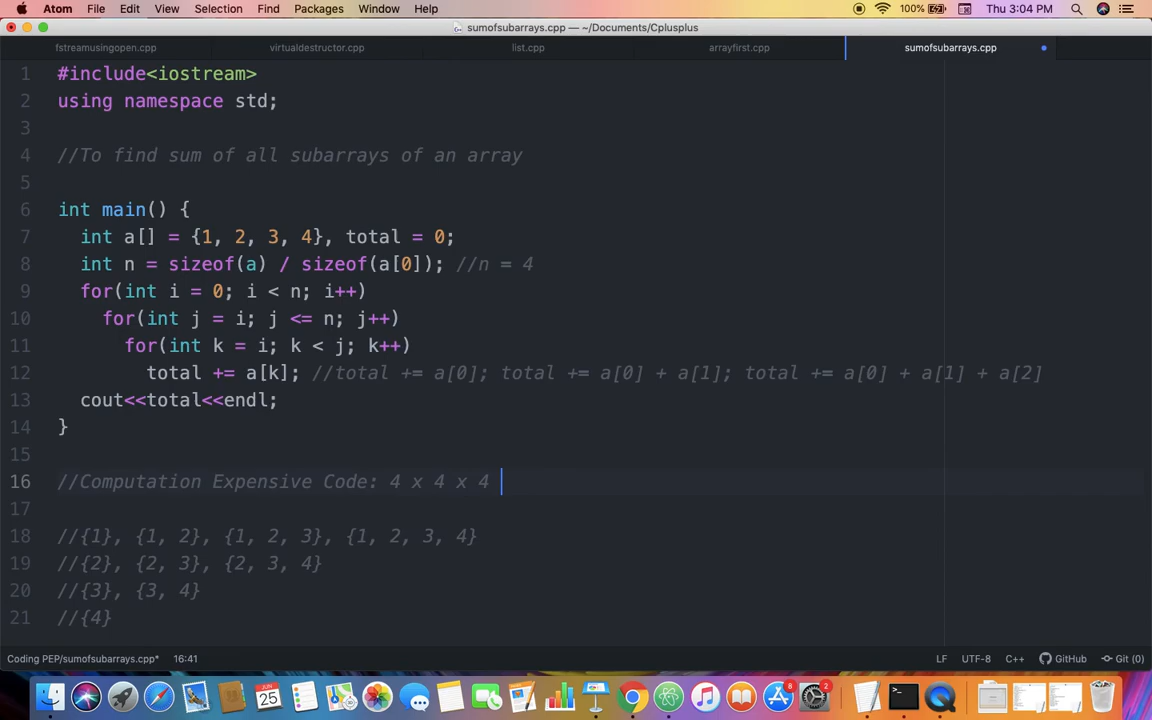 Atom File Edit View Selection Find Packages Window Help 100% Thu 3:04 PM
sumofsubarrays.cpp — ~/Documents/Cplusplus
fstreamusingopen.cpp virtualdestructor.cpp list.cpp arrayfirst.cpp sumofsubarrays.cpp
1 #include<iostream>
2 using namespace std;
3
4 //To find sum of all subarrays of an array
5
6 int main() {
7 int a[] = {1, 2, 3, 4}, total = 0;
8 int n = sizeof(a) / sizeof(a[0]); //n = 4
9 for(int i = 0; i < n; i++)
10 for(int j = i; j <= n; j++)
11 for(int k = i; k < j; k++)
12 total += a[k]; //total += a[0]; total += a[0] + a[1]; total += a[0] + a[1] + a[2]
13 cout<<total<<endl;
14 }
15
16 //Computation Expensive Code: 4 x 4 x 4
17
18 //{1}, {1, 2}, {1, 2, 3}, {1, 2, 3, 4}
19 //{2}, {2, 3}, {2, 3, 4}
20 //{3}, {3, 4}
21 //{4}
Coding PEP/sumofsubarrays.cpp* 16:41 LF UTF-8 C++ GitHub Git (0)
JUN
25
8
2